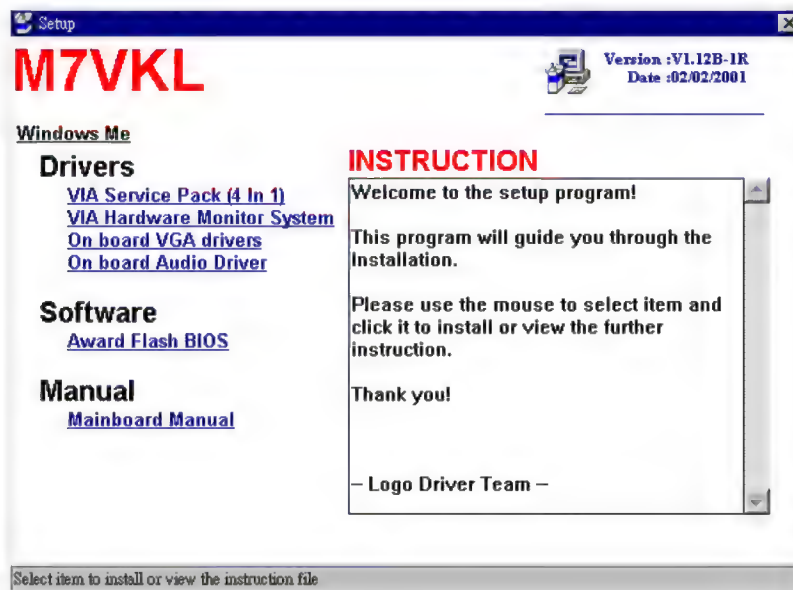 Setup
M7VKL
Version :V1.12B-1R
Date :02/02/2001
Windows Me
Drivers
VIA Service Pack (4 In 1)
VIA Hardware Monitor System
On board VGA drivers
On board Audio Driver
Software
Award Flash BIOS
Manual
Mainboard Manual
INSTRUCTION
Welcome to the setup program!
This program will guide you through the
Installation.
Please use the mouse to select item and
click it to install or view the further
instruction.
Thank you!
– Logo Driver Team –
Select item to install or view the instruction file